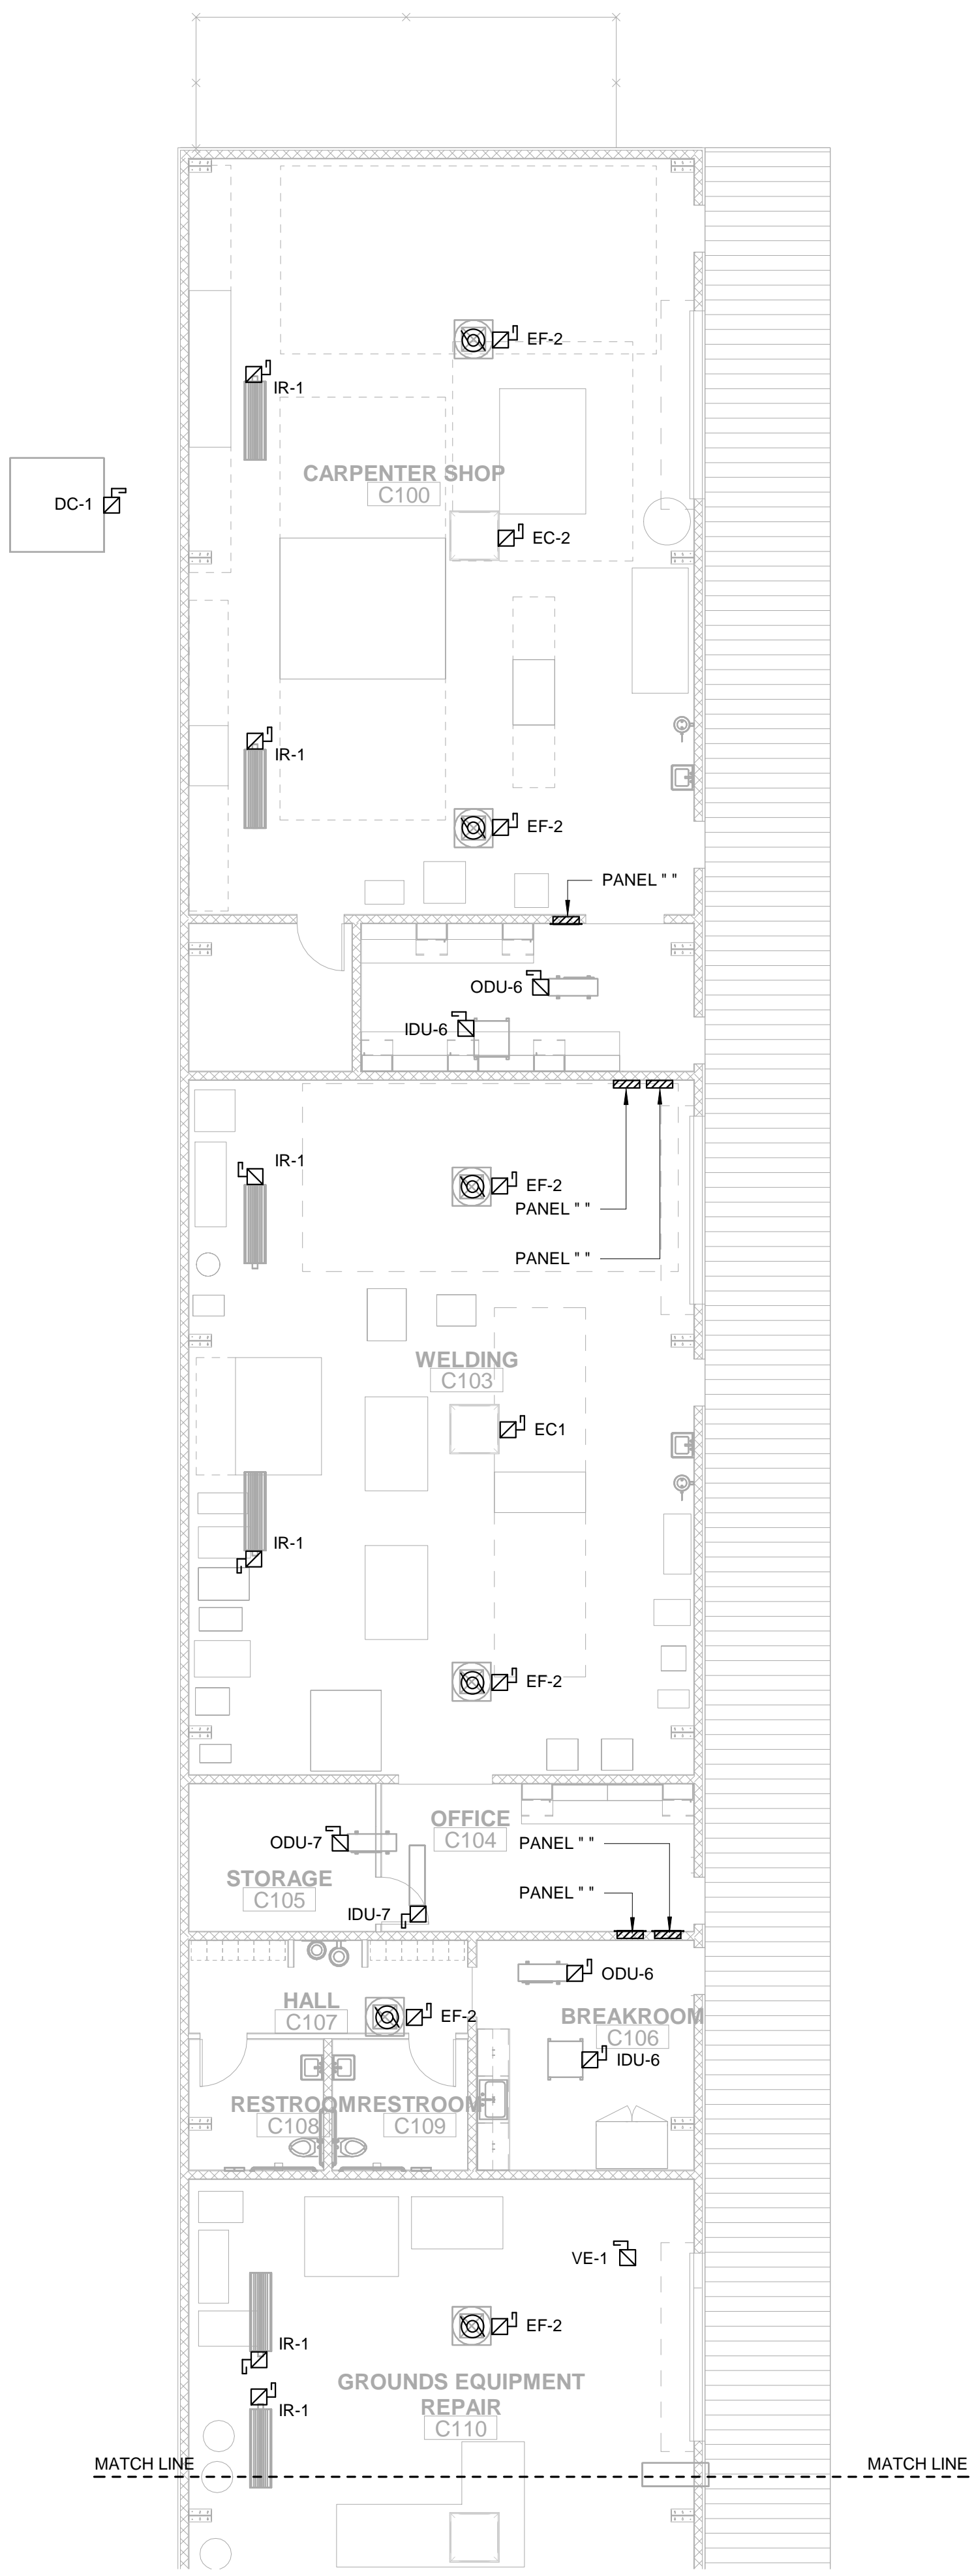 EF-2
IR-1
CARPENTER SHOP
C100
DC-1
EC-2
IR-1
EF-2
PANEL " "
ODU-6
IDU-6
IR-1
EF-2
PANEL " "
PANEL " "
WELDING
C103
EC1
IR-1
EF-2
OFFICE
C104
ODU-7
PANEL " "
STORAGE
C105
PANEL " "
IDU-7
ODU-6
HALL
C107
EF-2
BREAKROOM
C106
IDU-6
RESTROOM
C108
RESTROOM
C109
VE-1
EF-2
IR-1
GROUNDS EQUIPMENT
REPAIR
C110
IR-1
MATCH LINE
MATCH LINE